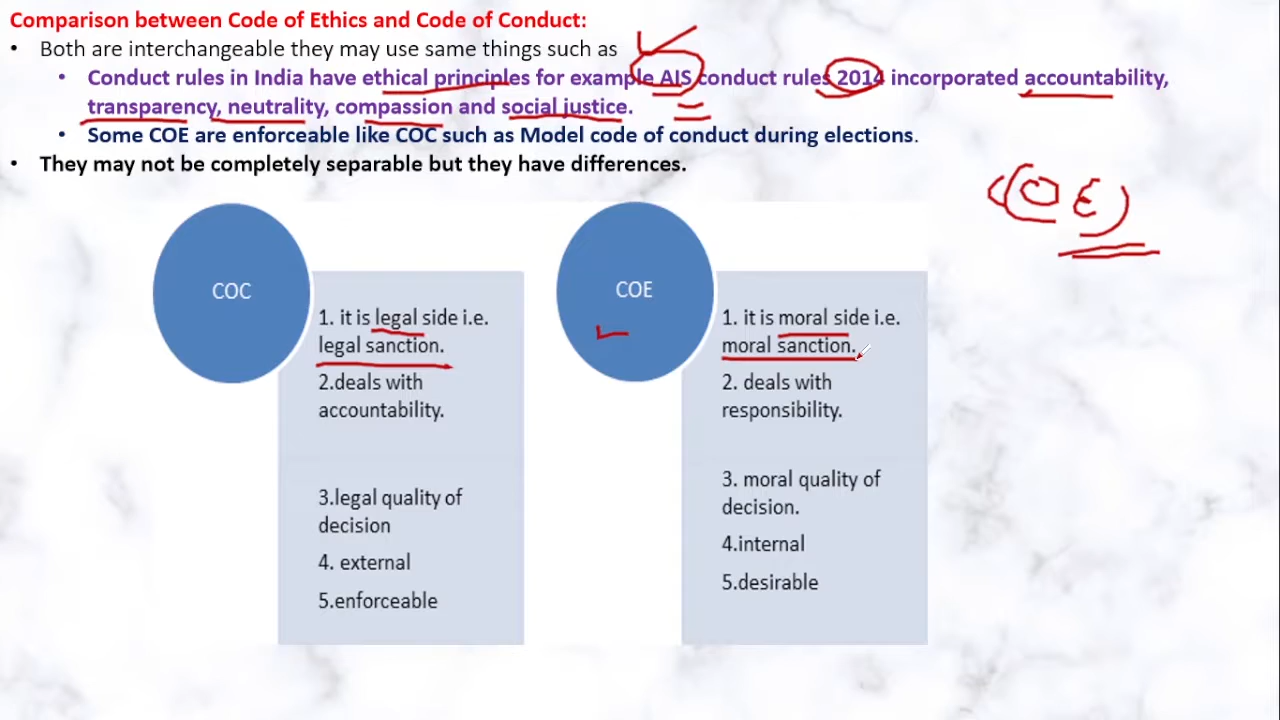 Comparison between Code of Ethics and Code of Conduct:
• Both are interchangeable they may use same things such as
• Conduct rules in India have ethical principles for example AIS conduct rules 2014 incorporated accountability,
transparency, neutrality, compassion and social justice.
• Some COE are enforceable like COC such as Model code of conduct during elections.
• They may not be completely separable but they have differences.
COE
COC
1. it is legal side i.e.
legal sanction.
2.deals with
accountability.
3.legal quality of
decision
4. external
5.enforceable
COE
1. it is moral side i.e.
moral sanction.
2. deals with
responsibility.
3. moral quality of
decision.
4.internal
5.desirable